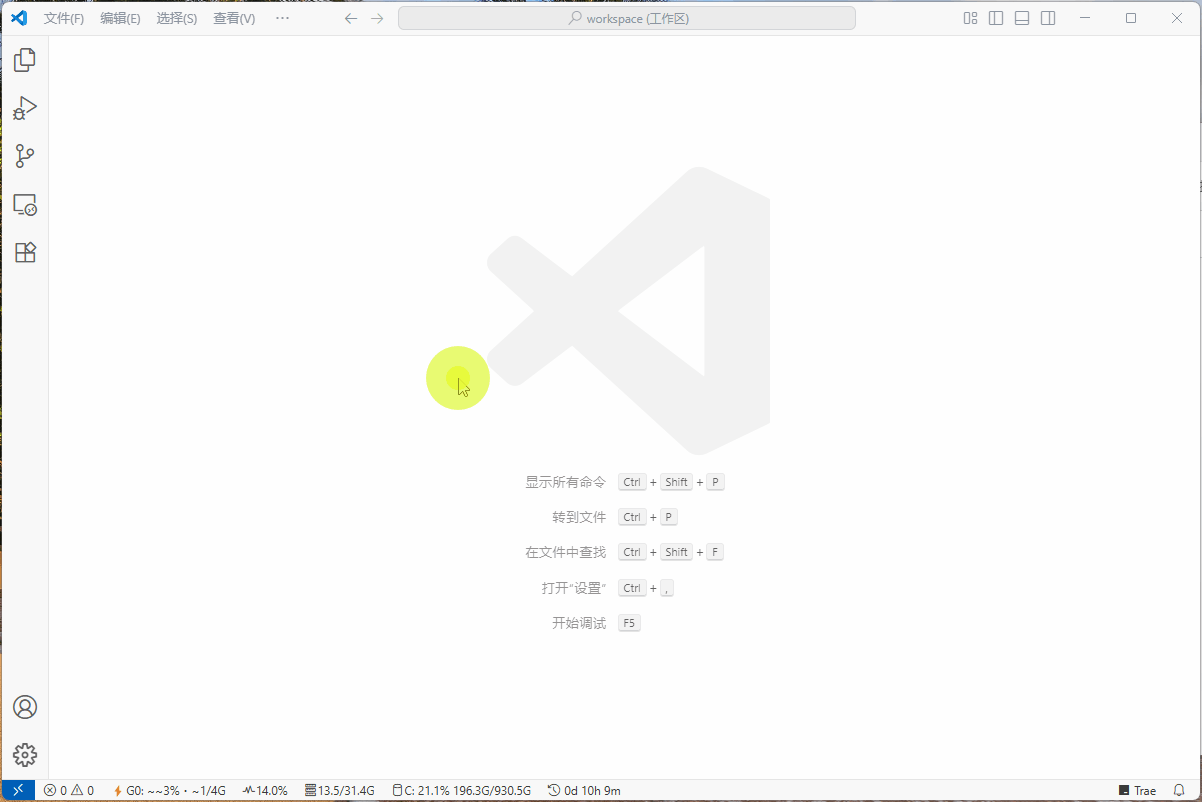 文件(F) 编辑(E) 选择(S) 查看(V) ··· workspace (工作区)
显示所有命令 Ctrl + Shift + P
转到文件 Ctrl + P
在文件中查找 Ctrl + Shift + F
打开“设置” Ctrl + ,
开始调试 F5
0 0 G0: ~~3% · ~1/4G 14.0% 13.5/31.4G C: 21.1% 196.3G/930.5G 0d 10h 9m Trae